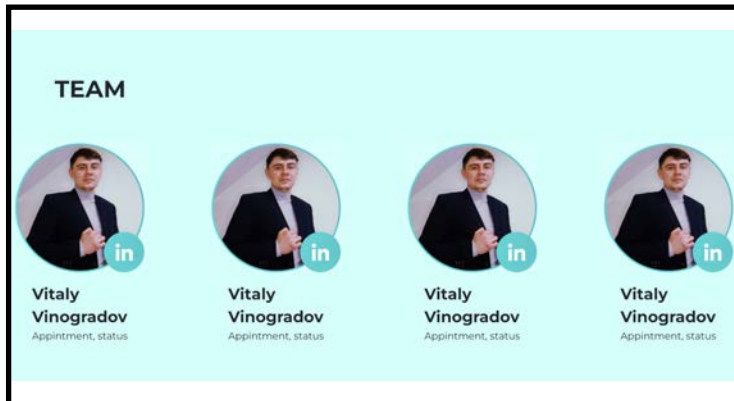 TEAM
in in in in
Vitaly Vitaly Vitaly Vitaly
Vinogradov Vinogradov Vinogradov Vinogradov
Appintment, status Appintment, status Appintment, status Appintment, status